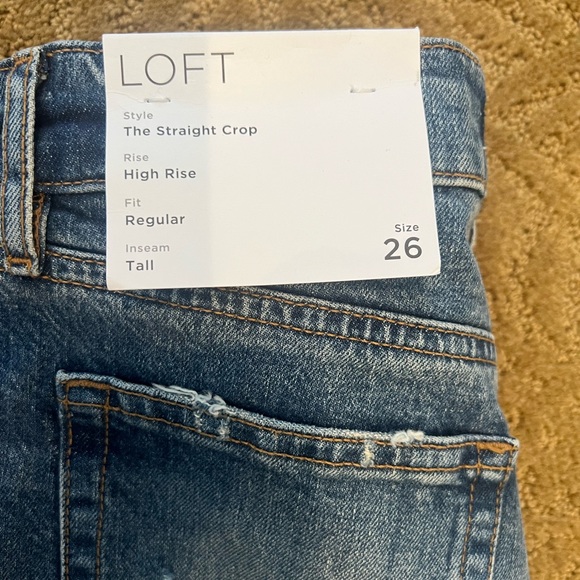 LOFT
Style
The Straight Crop
Rise
High Rise
Fit
Regular
Inseam
Tall
Size
26